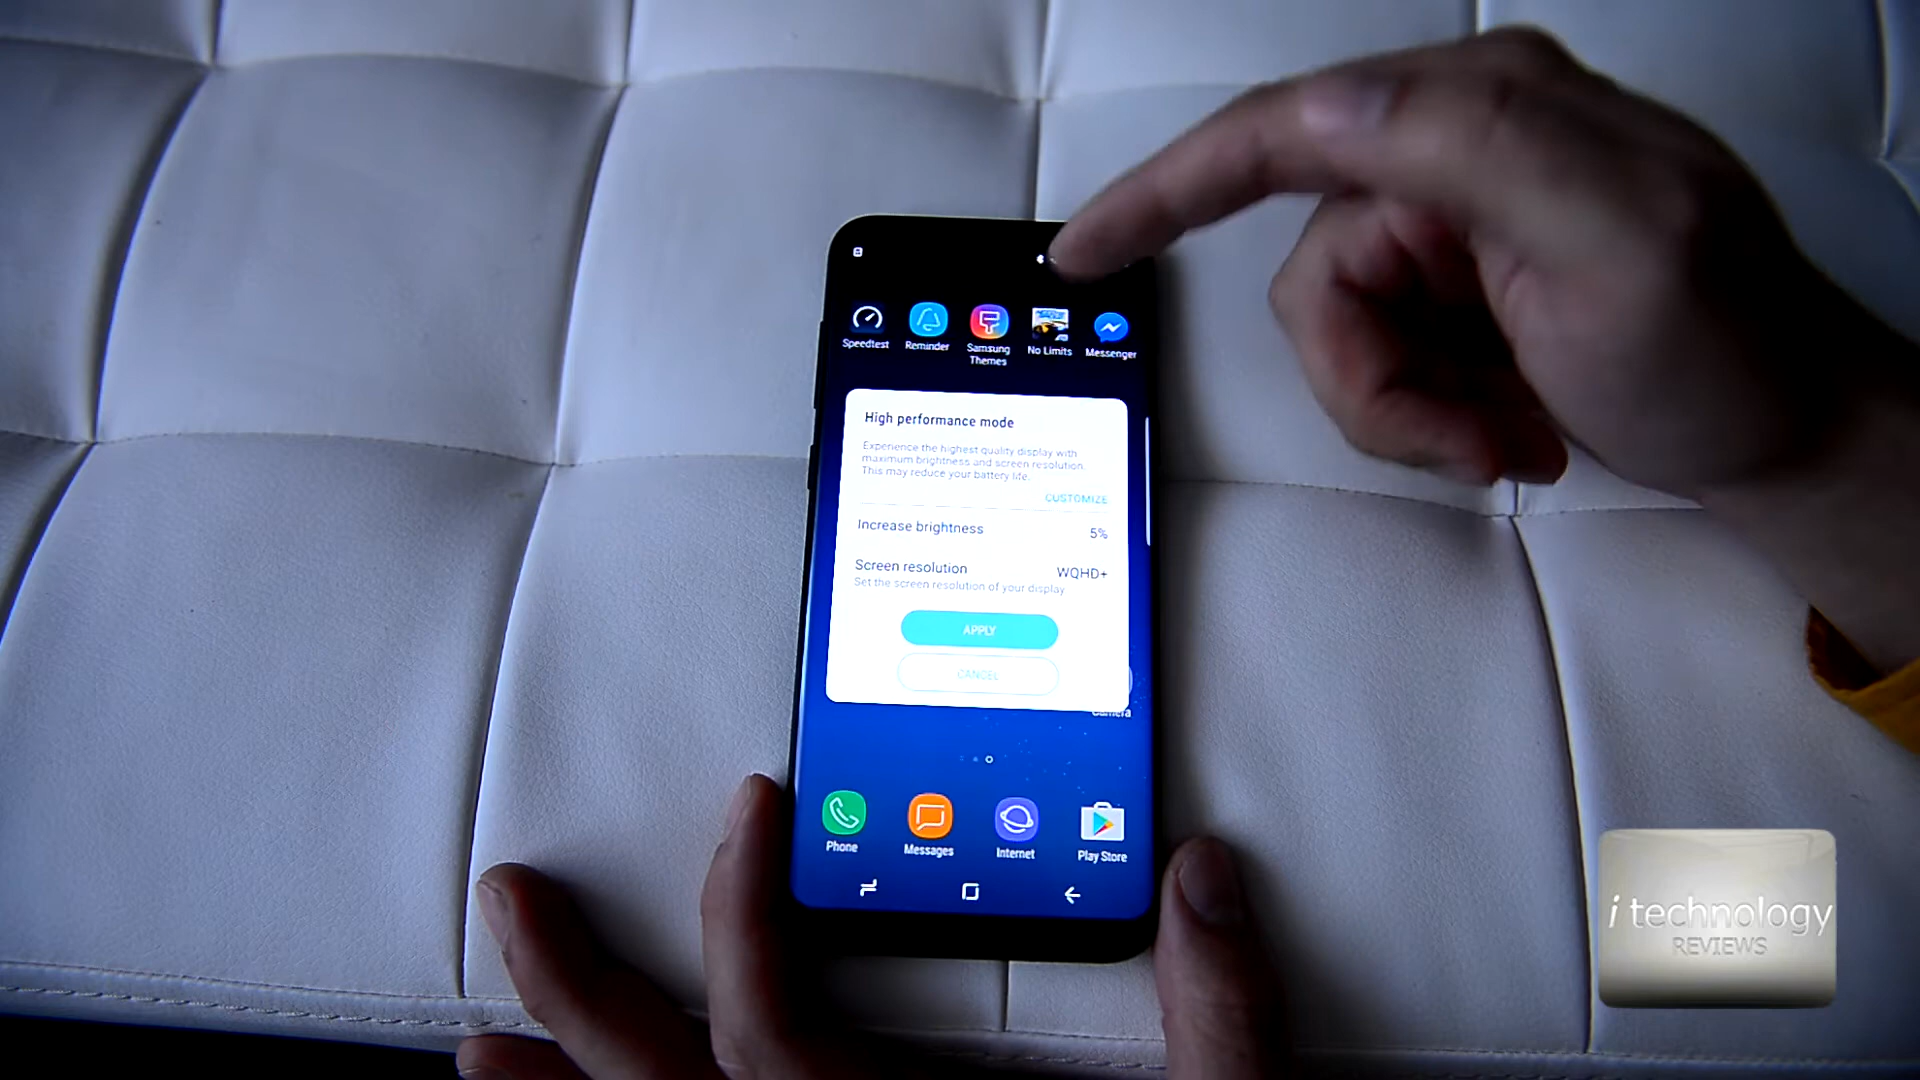 Speedtest
Reminder
Samsung
Themes
No Limits
Messenger
High performance mode
Experience the highest quality display with
maximum brightness and screen resolution.
This may reduce your battery life.
CUSTOMIZE
Increase brightness 5%
Screen resolution WQHD+
Set the screen resolution of your display
APPLY
CANCEL
Camera
Phone
Messages
Internet
Play Store
i technology
REVIEWS